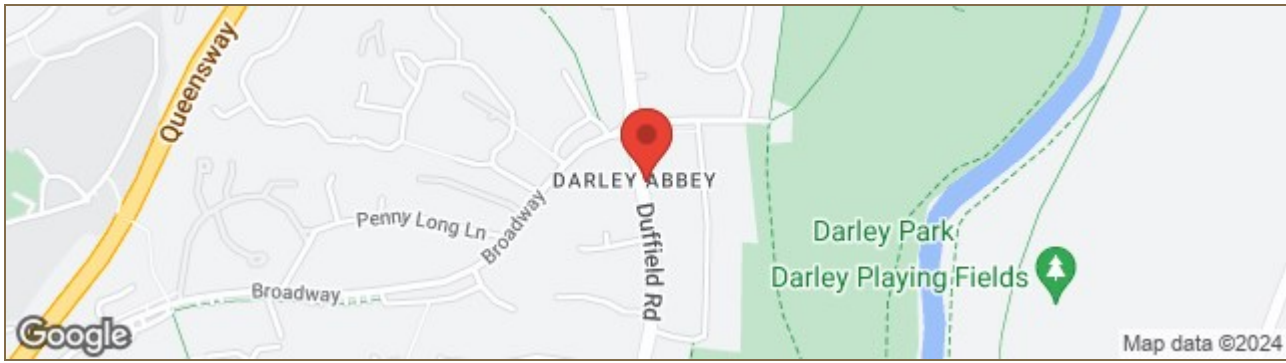 Queensway
DARLEY ABBEY
Penny Long Ln
Broadway
Duffield Rd
Darley Park
Darley Playing Fields
Broadway
Google
Map data ©2024